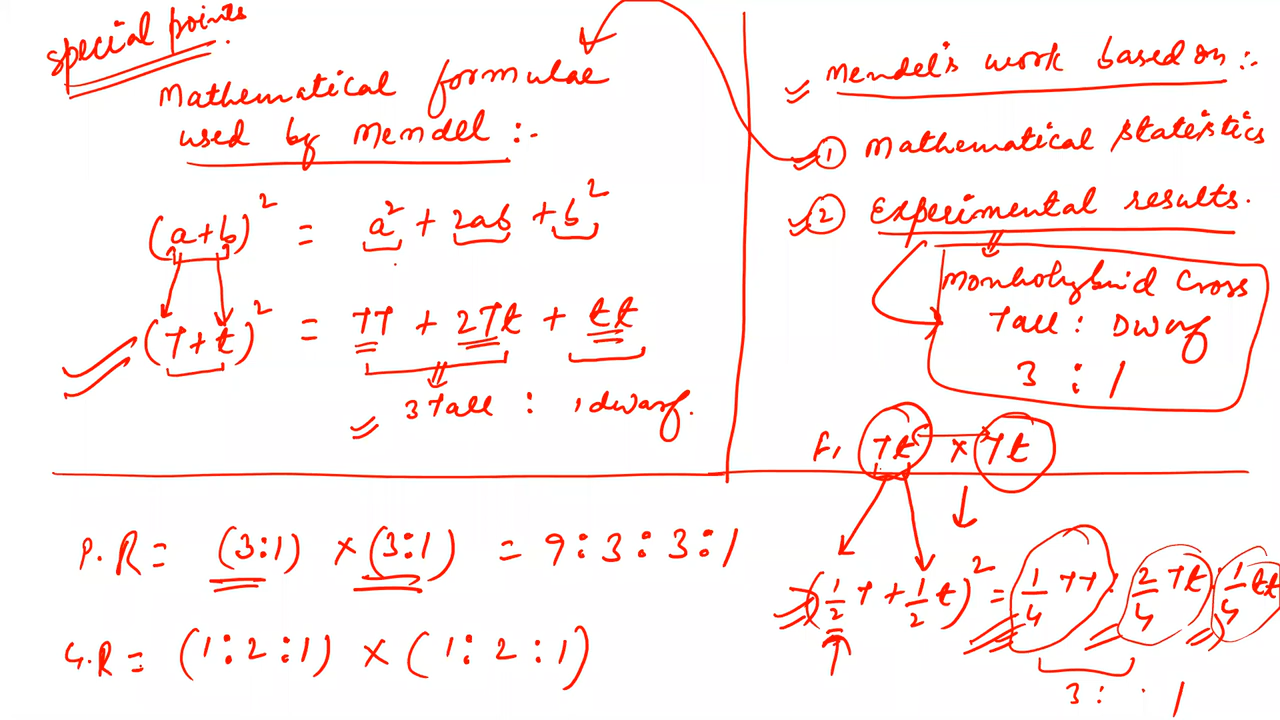 special points
Mathematical formulae
used by Mendel :-
(a+b)² = a² + 2ab + b²
(T+t)² = TT + 2Tt + tt
3 Tall : 1 dwarf.
Mendel's work based on :-
① Mathematical statistics
② Experimental results.
Monohybrid Cross
Tall : Dwarf
3 : 1
F₁ Tt × Tt
(1/2 T + 1/2 t)² = 1/4 TT : 2/4 Tt : 1/4 tt
3 : 1
P.R = (3:1) × (3:1) = 9:3:3:1
G.R = (1:2:1) × (1:2:1)